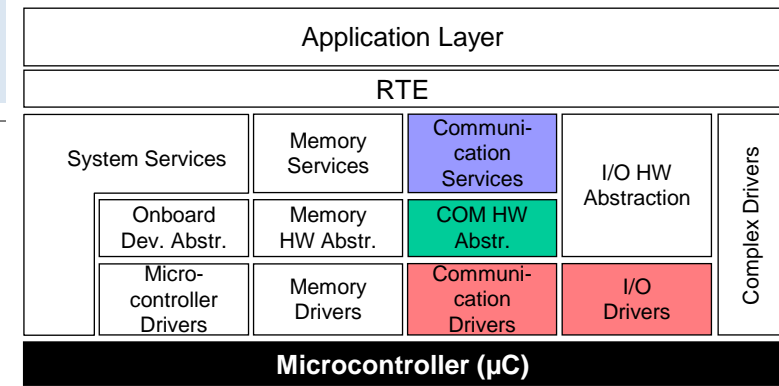 Application Layer
RTE
System Services
Memory
Services
Communi-
cation
Services
I/O HW
Abstraction
Complex Drivers
Onboard
Dev. Abstr.
Memory
HW Abstr.
COM HW
Abstr.
Micro-
controller
Drivers
Memory
Drivers
Communi-
cation
Drivers
I/O
Drivers
Microcontroller (µC)